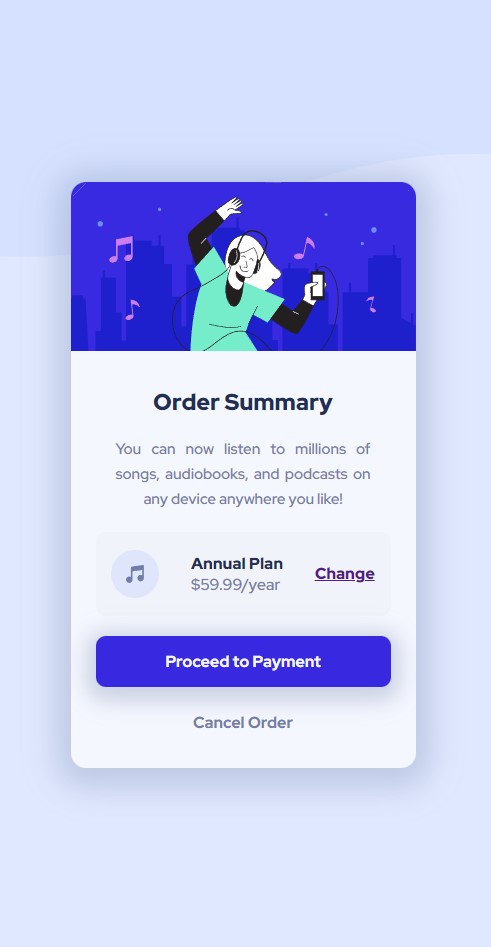 Order Summary
You can now listen to millions of
songs, audiobooks, and podcasts on
any device anywhere you like!
Annual Plan
$59.99/year
Change
Proceed to Payment
Cancel Order